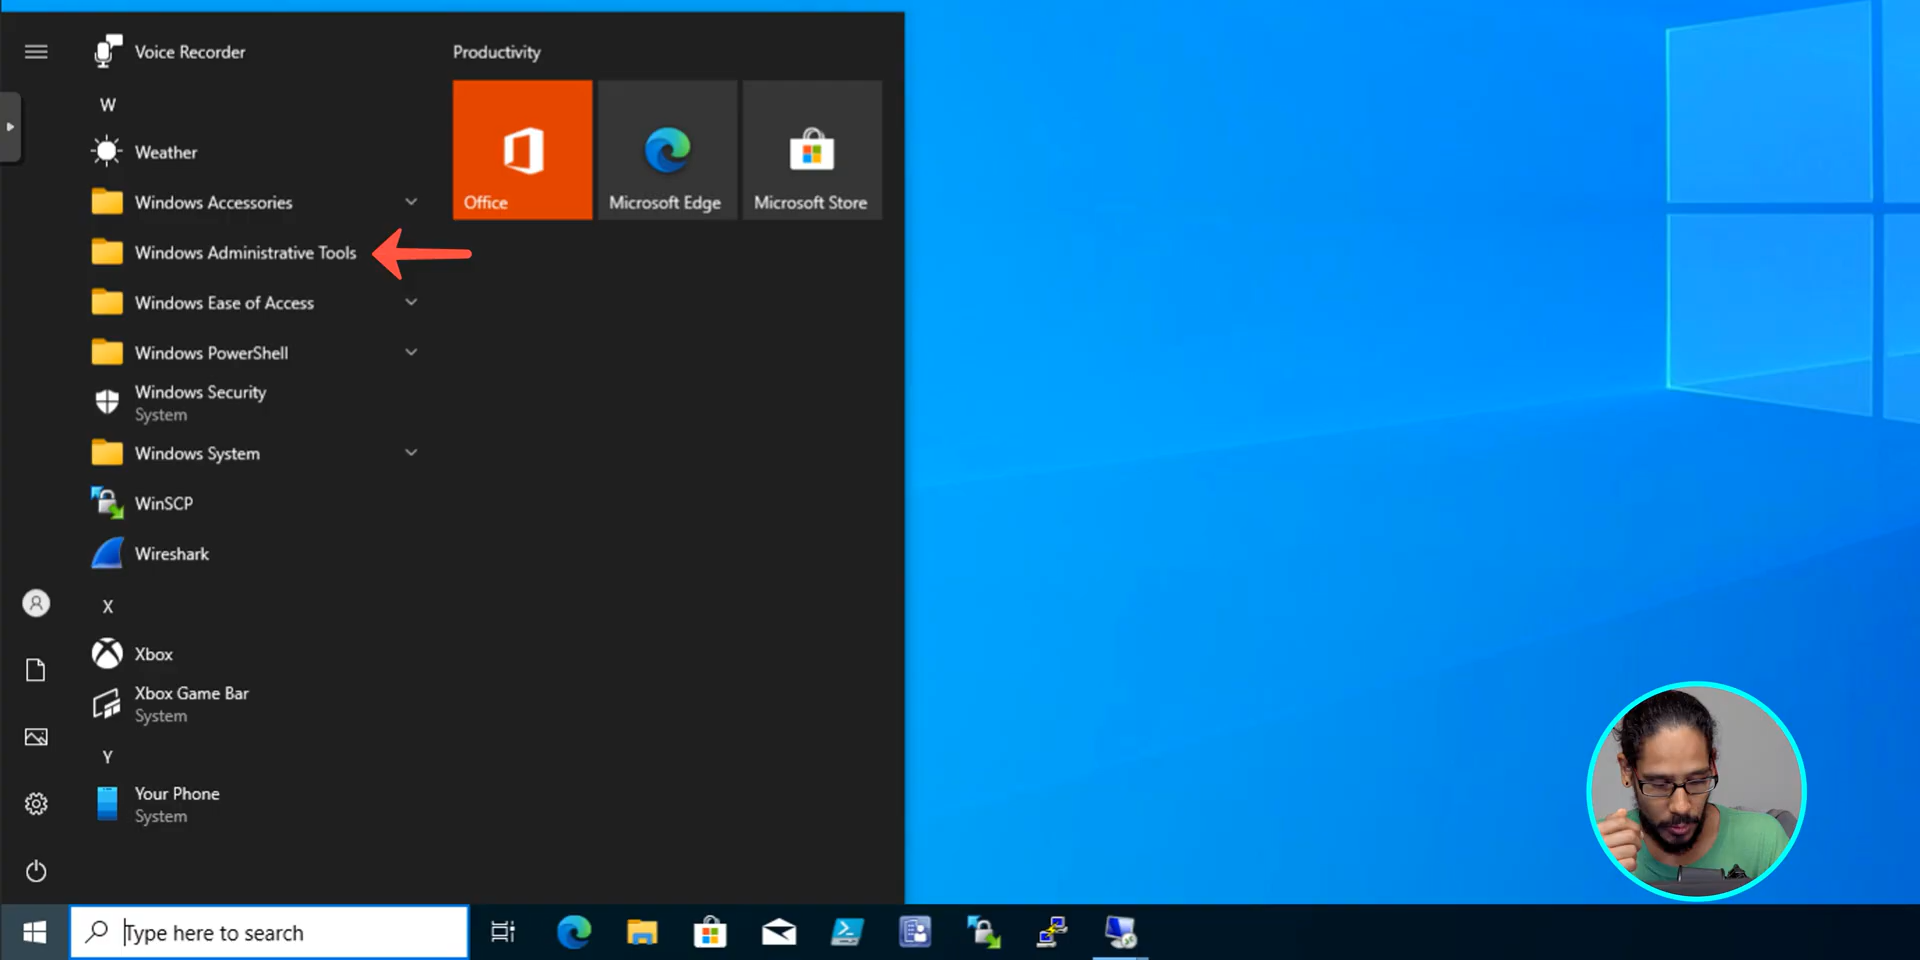 Voice Recorder
Productivity
W
Weather
Windows Accessories
Office
Microsoft Edge
Microsoft Store
Windows Administrative Tools
Windows Ease of Access
Windows PowerShell
Windows Security
System
Windows System
WinSCP
Wireshark
X
Xbox
Xbox Game Bar
System
Y
Your Phone
System
Type here to search